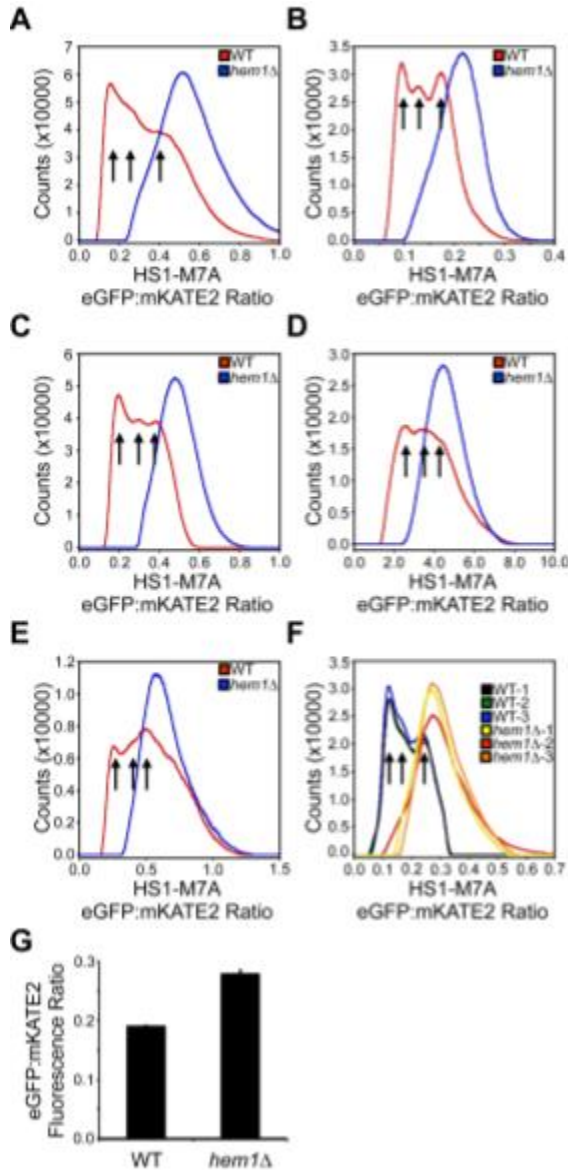 A
Counts (x10000)
7
6
5
4
3
2
1
0
WT
hem1Δ
0.0 0.2 0.4 0.6 0.8 1.0
HS1-M7A
eGFP:mKATE2 Ratio
B
Counts (x10000)
3.5
3.0
2.5
2.0
1.5
1.0
0.5
0.0
WT
hem1Δ
0.0 0.1 0.2 0.3 0.4
HS1-M7A
eGFP:mKATE2 Ratio
C
Counts (x10000)
6
5
4
3
2
1
0
WT
hem1Δ
0.0 0.2 0.4 0.6 0.8 1.0
HS1-M7A
eGFP:mKATE2 Ratio
D
Counts (x10000)
3.0
2.5
2.0
1.5
1.0
0.5
0.0
WT
hem1Δ
0.0 2.0 4.0 6.0 8.0 10.0
HS1-M7A
eGFP:mKATE2 Ratio
E
Counts (x10000)
1.2
1.0
0.8
0.6
0.4
0.2
0.0
WT
hem1Δ
0.0 0.5 1.0 1.5
HS1-M7A
eGFP:mKATE2 Ratio
F
Counts (x10000)
3.5
3.0
2.5
2.0
1.5
1.0
0.5
0.0
WT-1
WT-2
WT-3
hem1Δ-1
hem1Δ-2
hem1Δ-3
0.0 0.1 0.2 0.3 0.4 0.5 0.6 0.7
HS1-M7A
eGFP:mKATE2 Ratio
G
eGFP:mKATE2
Fluorescence Ratio
0.3
0.2
0.1
0.0
WT hem1Δ